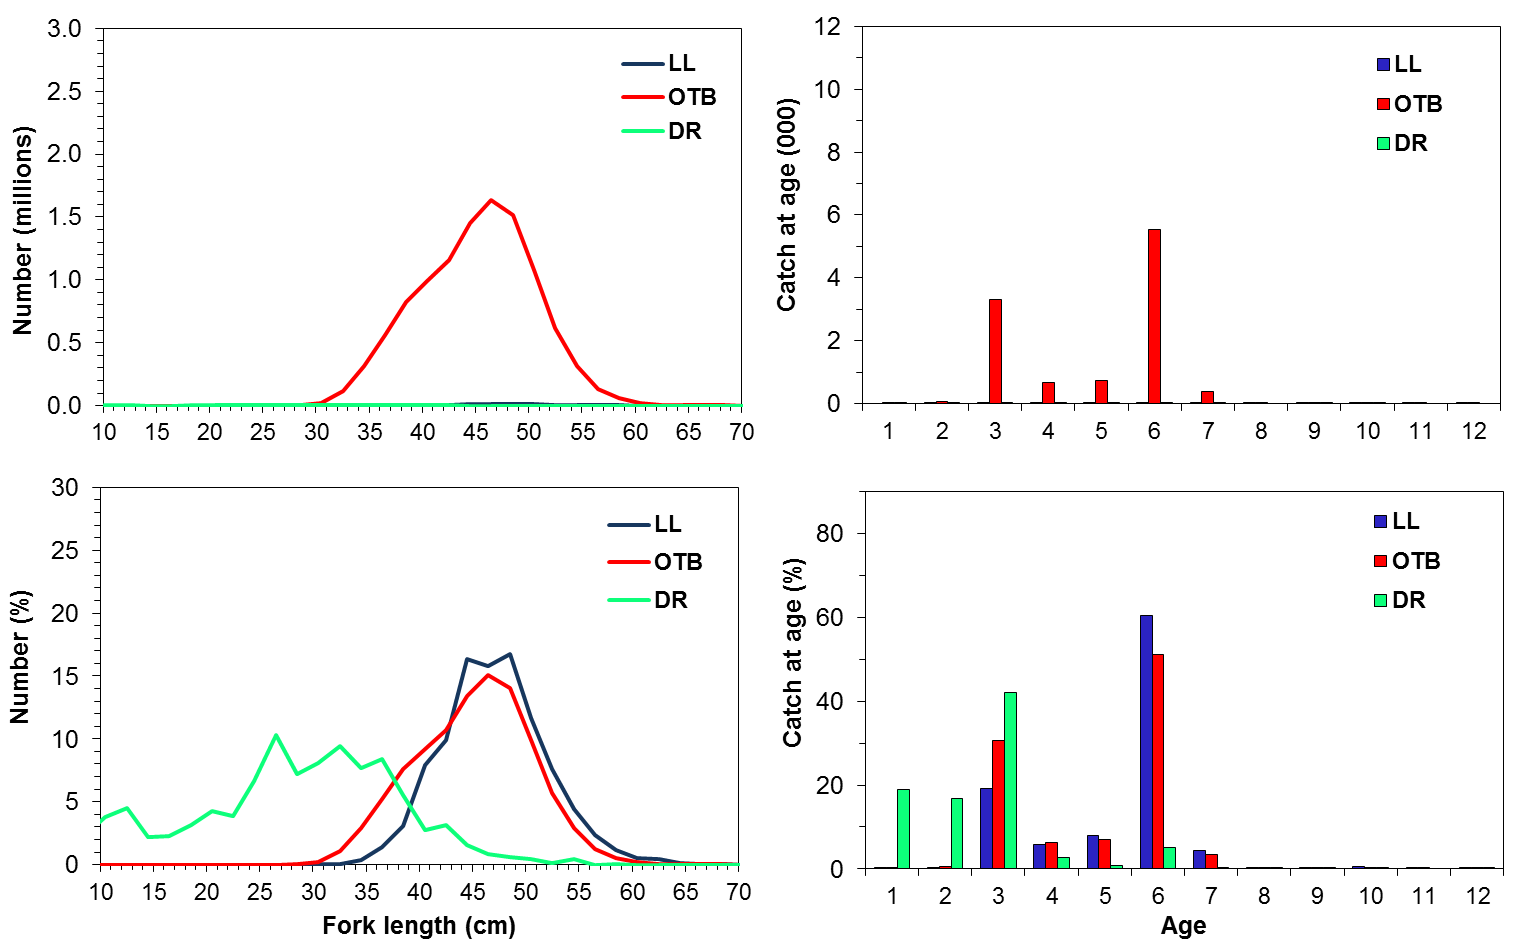 3.0
2.5
2.0
1.5
1.0
0.5
0.0
Number (millions)
LL
OTB
DR
10 15 20 25 30 35 40 45 50 55 60 65 70
12
10
8
6
4
2
0
Catch at age (000)
LL
OTB
DR
1 2 3 4 5 6 7 8 9 10 11 12
30
25
20
15
10
5
0
Number (%)
LL
OTB
DR
10 15 20 25 30 35 40 45 50 55 60 65 70
Fork length (cm)
80
60
40
20
0
Catch at age (%)
LL
OTB
DR
1 2 3 4 5 6 7 8 9 10 11 12
Age